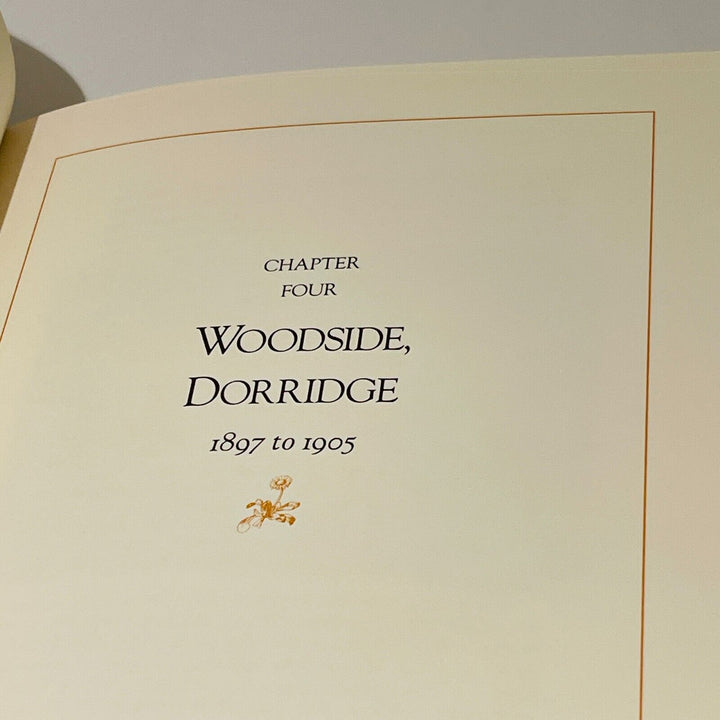 CHAPTER
FOUR
WOODSIDE,
DORRIDGE
1897 to 1905